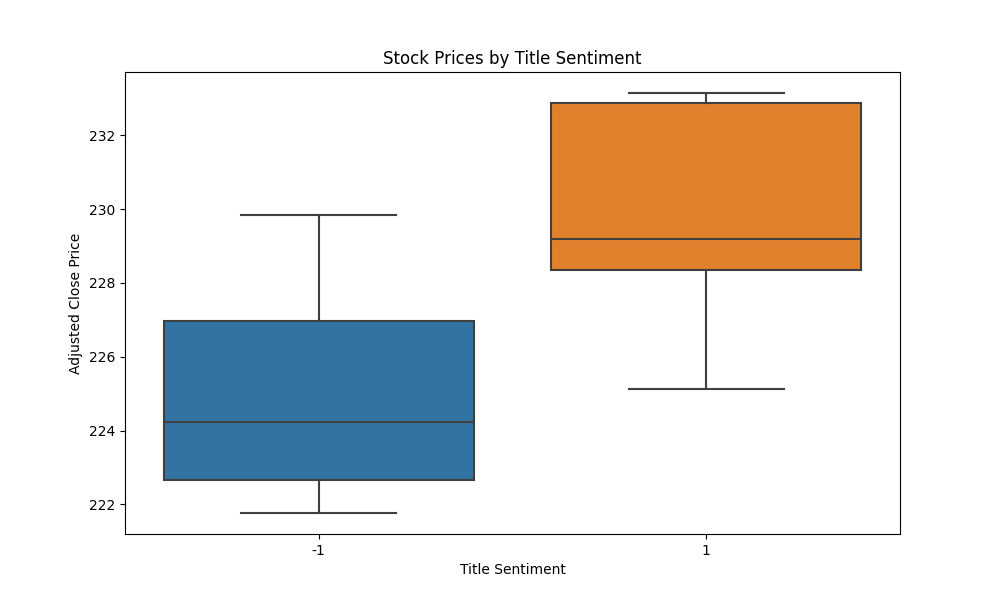 Stock Prices by Title Sentiment
232
230
228
226
224
222
Adjusted Close Price
-1
1
Title Sentiment